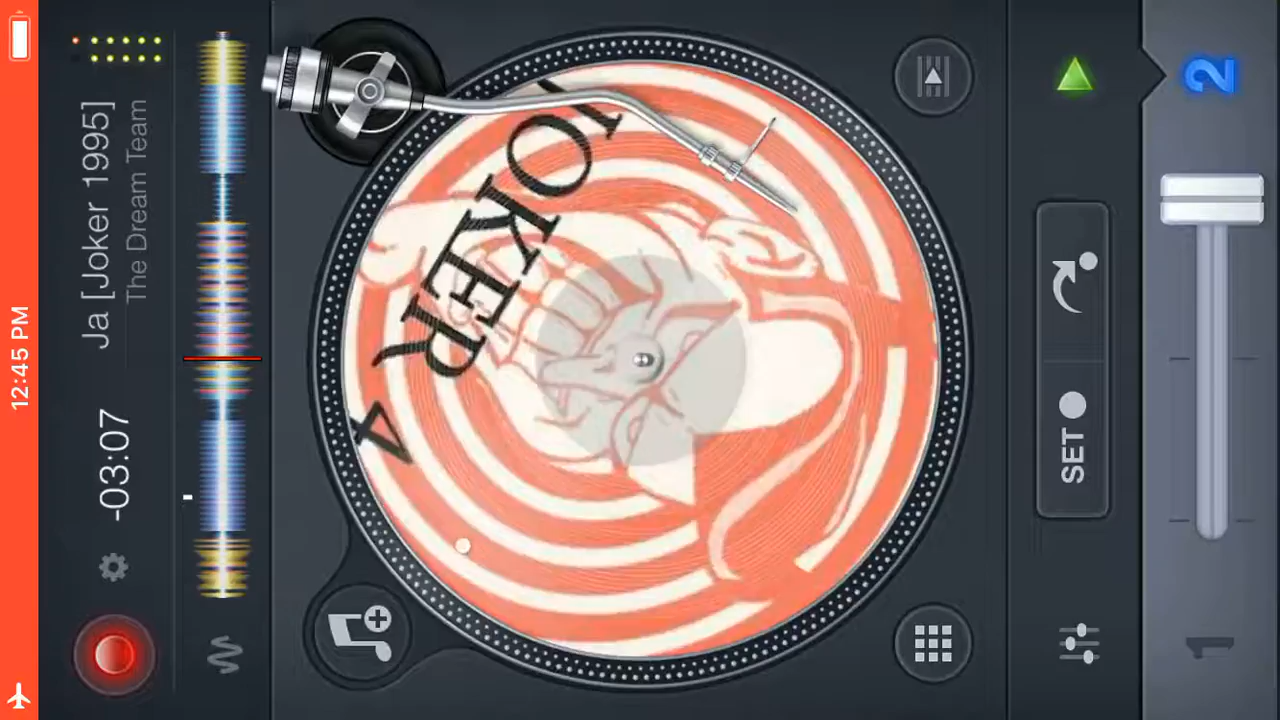 12:45 PM
-03:07
Ja [Joker 1995]
The Dream Team
JOKER 4
SET
1
2